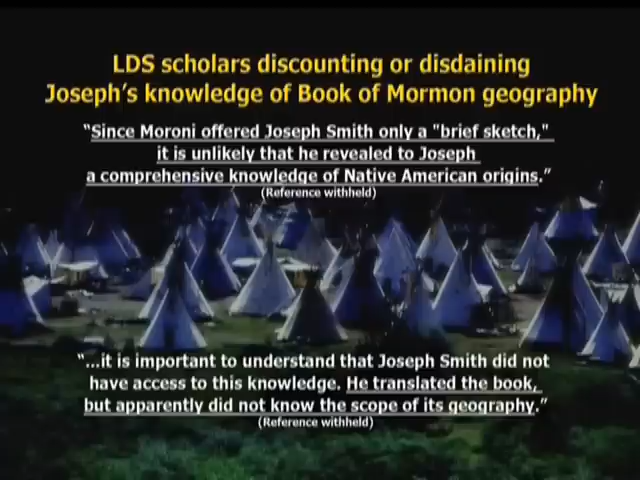 LDS scholars discounting or disdaining
Joseph's knowledge of Book of Mormon geography
“Since Moroni offered Joseph Smith only a "brief sketch,"
it is unlikely that he revealed to Joseph
a comprehensive knowledge of Native American origins.”
(Reference withheld)
“...it is important to understand that Joseph Smith did not
have access to this knowledge. He translated the book,
but apparently did not know the scope of its geography.”
(Reference withheld)